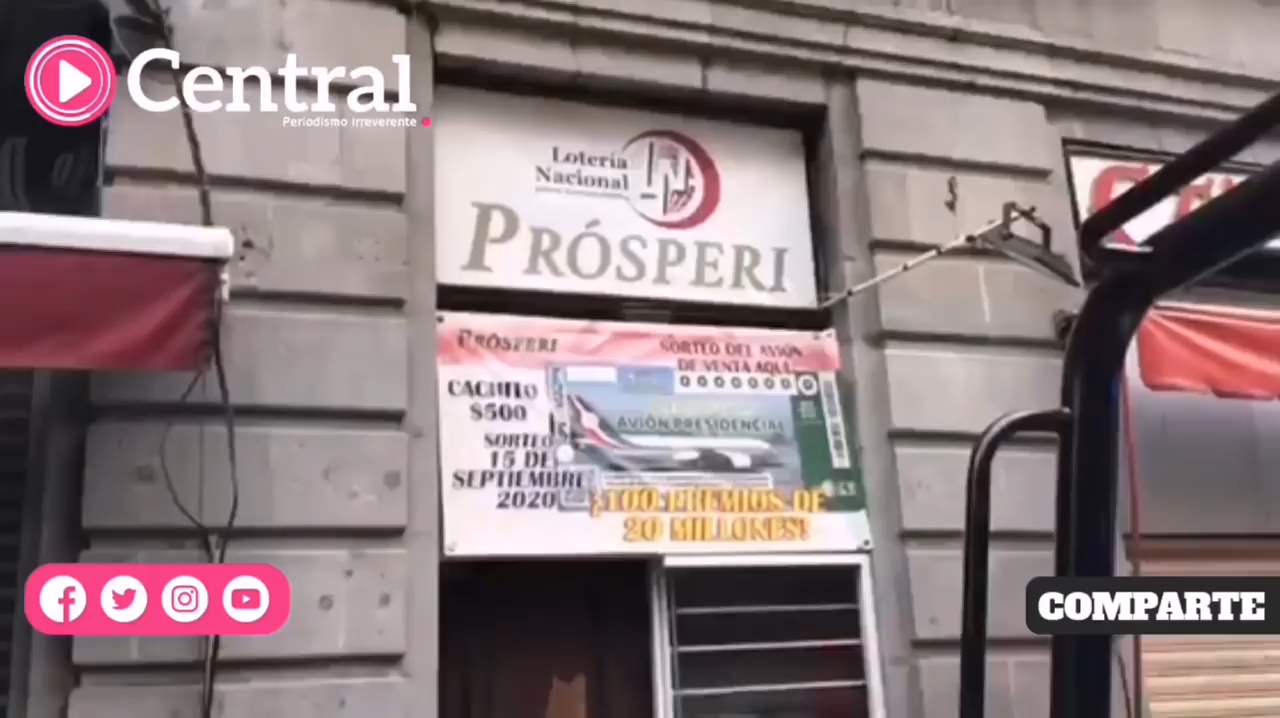 Central
Periodismo Irreverente
Lotería
Nacional
PRÓSPERI
PRÓSPERI
SORTEO DEL AVIÓN
DE VENTA AQUÍ
CACHITO
$500
SORTEO
15 DE
SEPTIEMBRE
2020
AVIÓN PRESIDENCIAL
¡100 PREMIOS DE
20 MILLONES!
COMPARTE